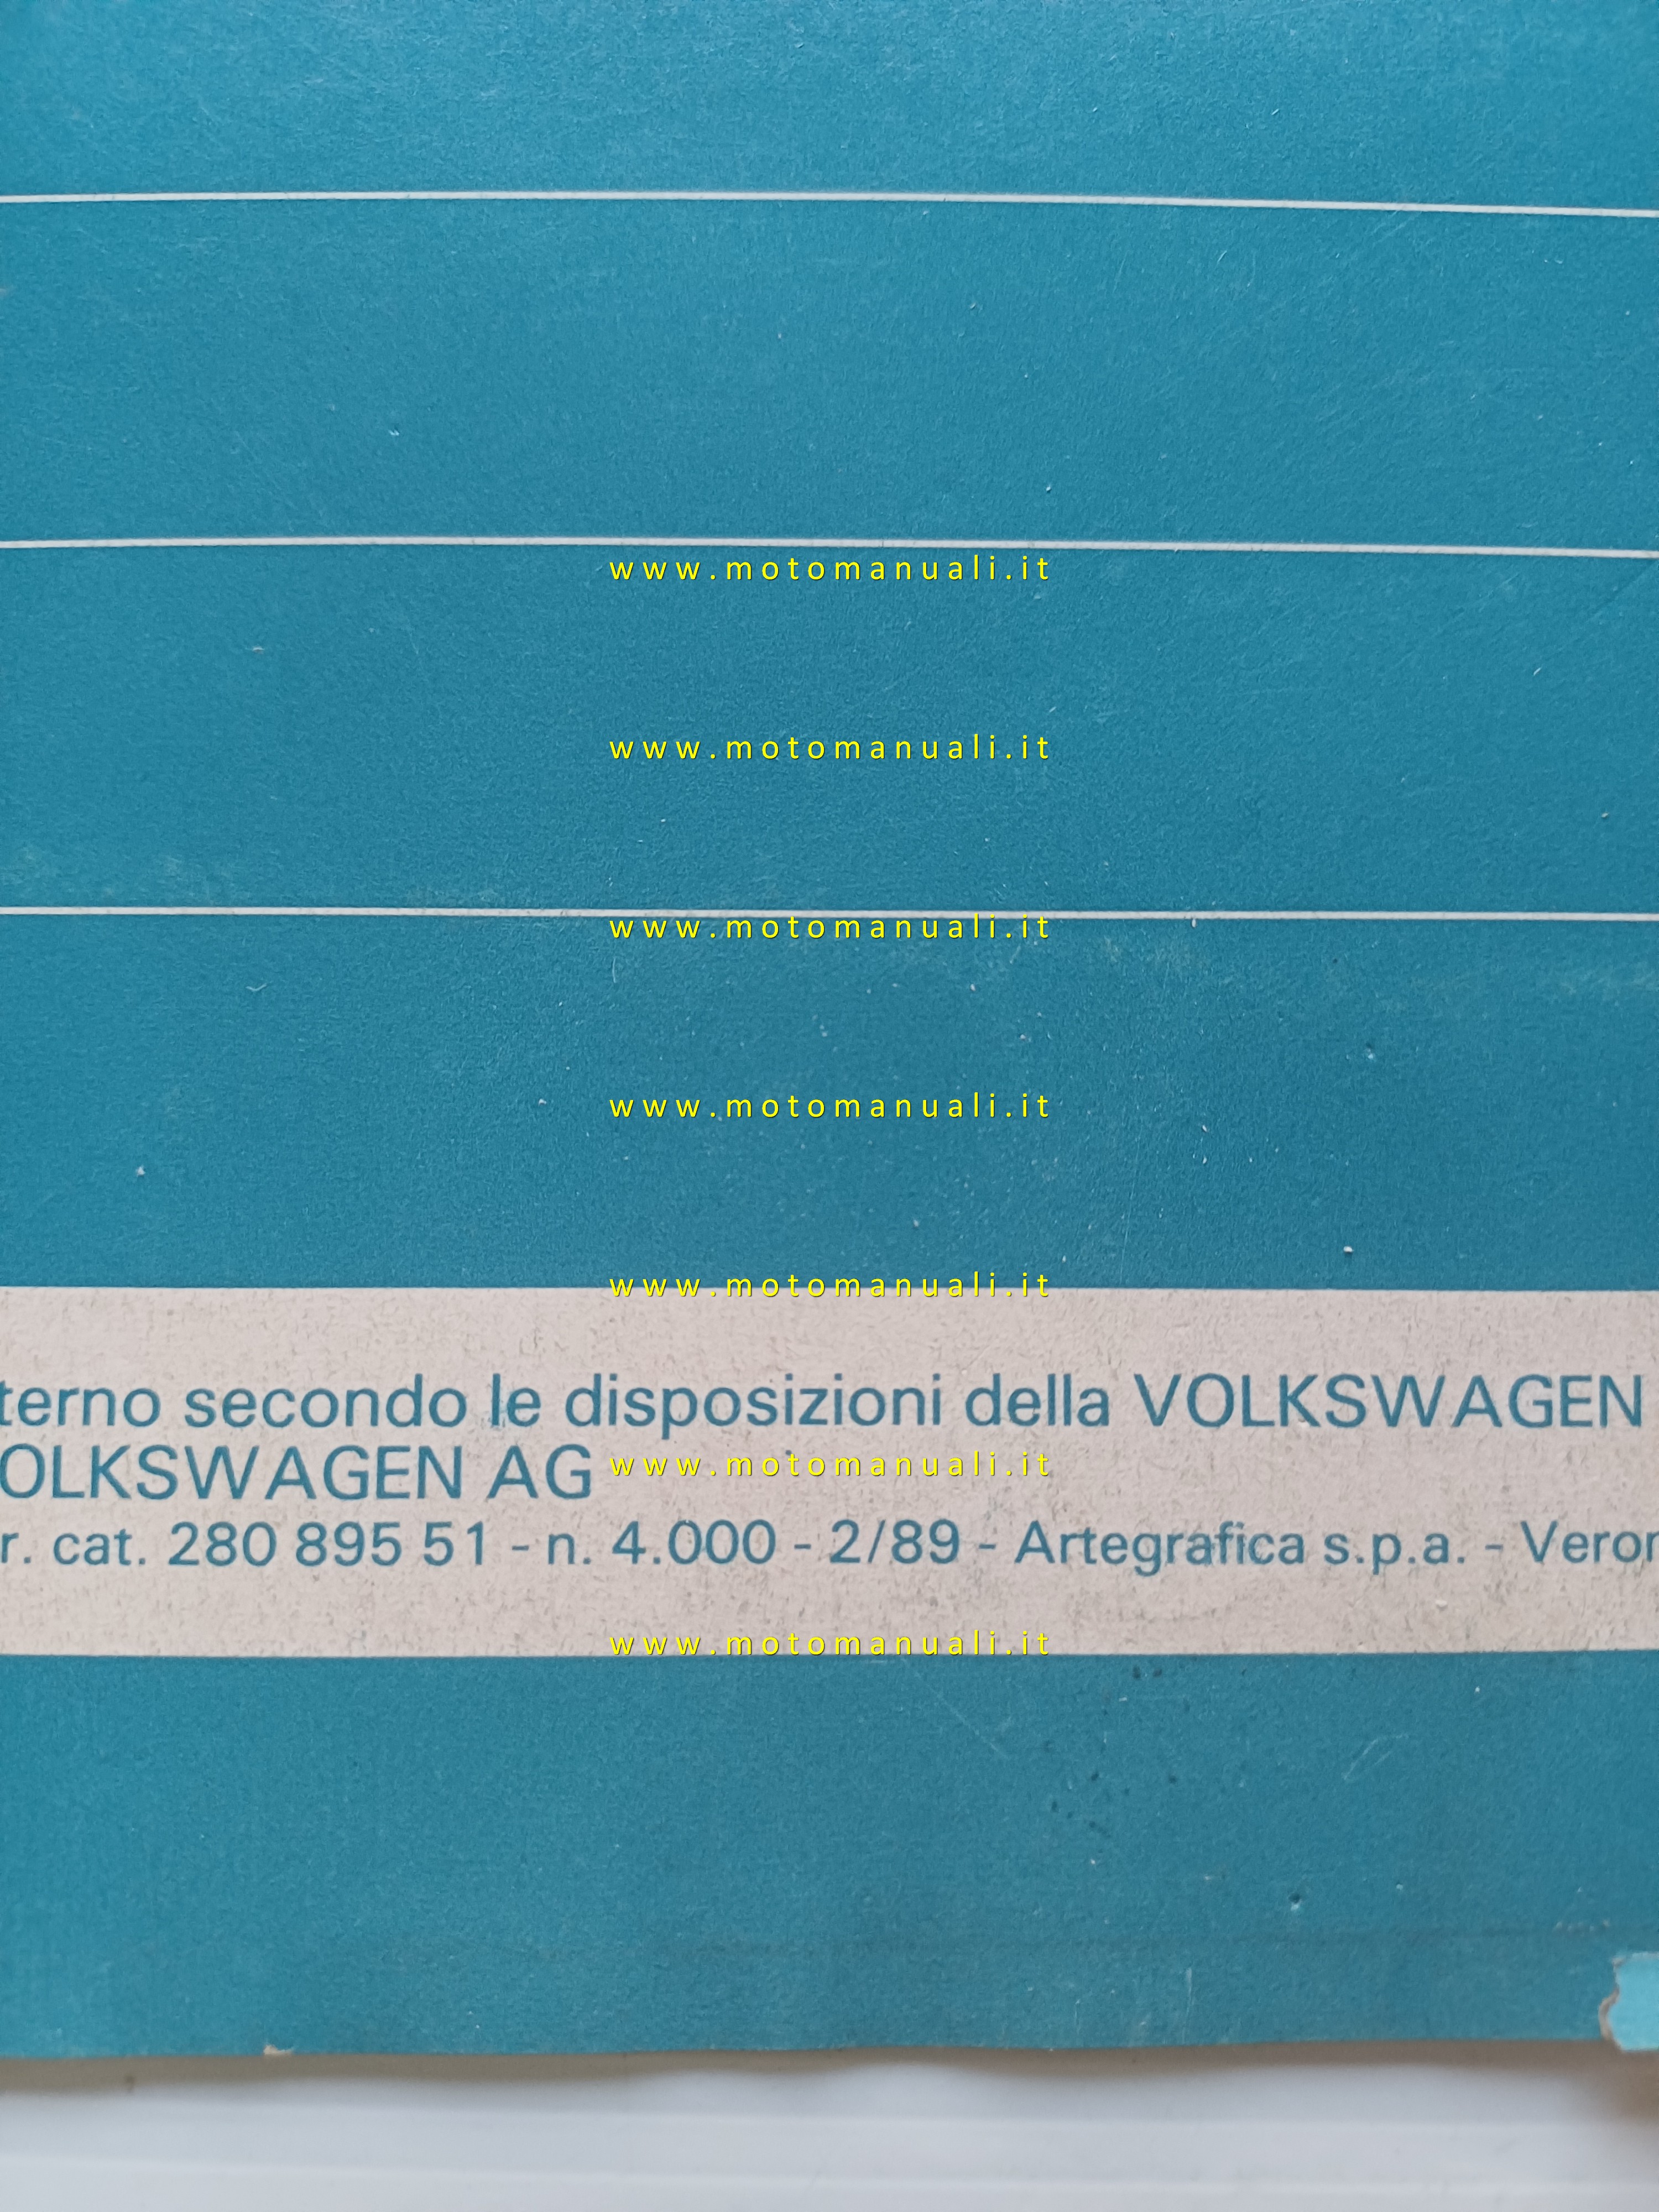 www.motomanuali.it
www.motomanuali.it
www.motomanuali.it
www.motomanuali.it
www.motomanuali.it
terno secondo le disposizioni della VOLKSWAGEN
OLKSWAGEN AG www.motomanuali.it
r. cat. 280 895 51 - n. 4.000 - 2/89 - Artegrafica s.p.a. - Veron
www.motomanuali.it